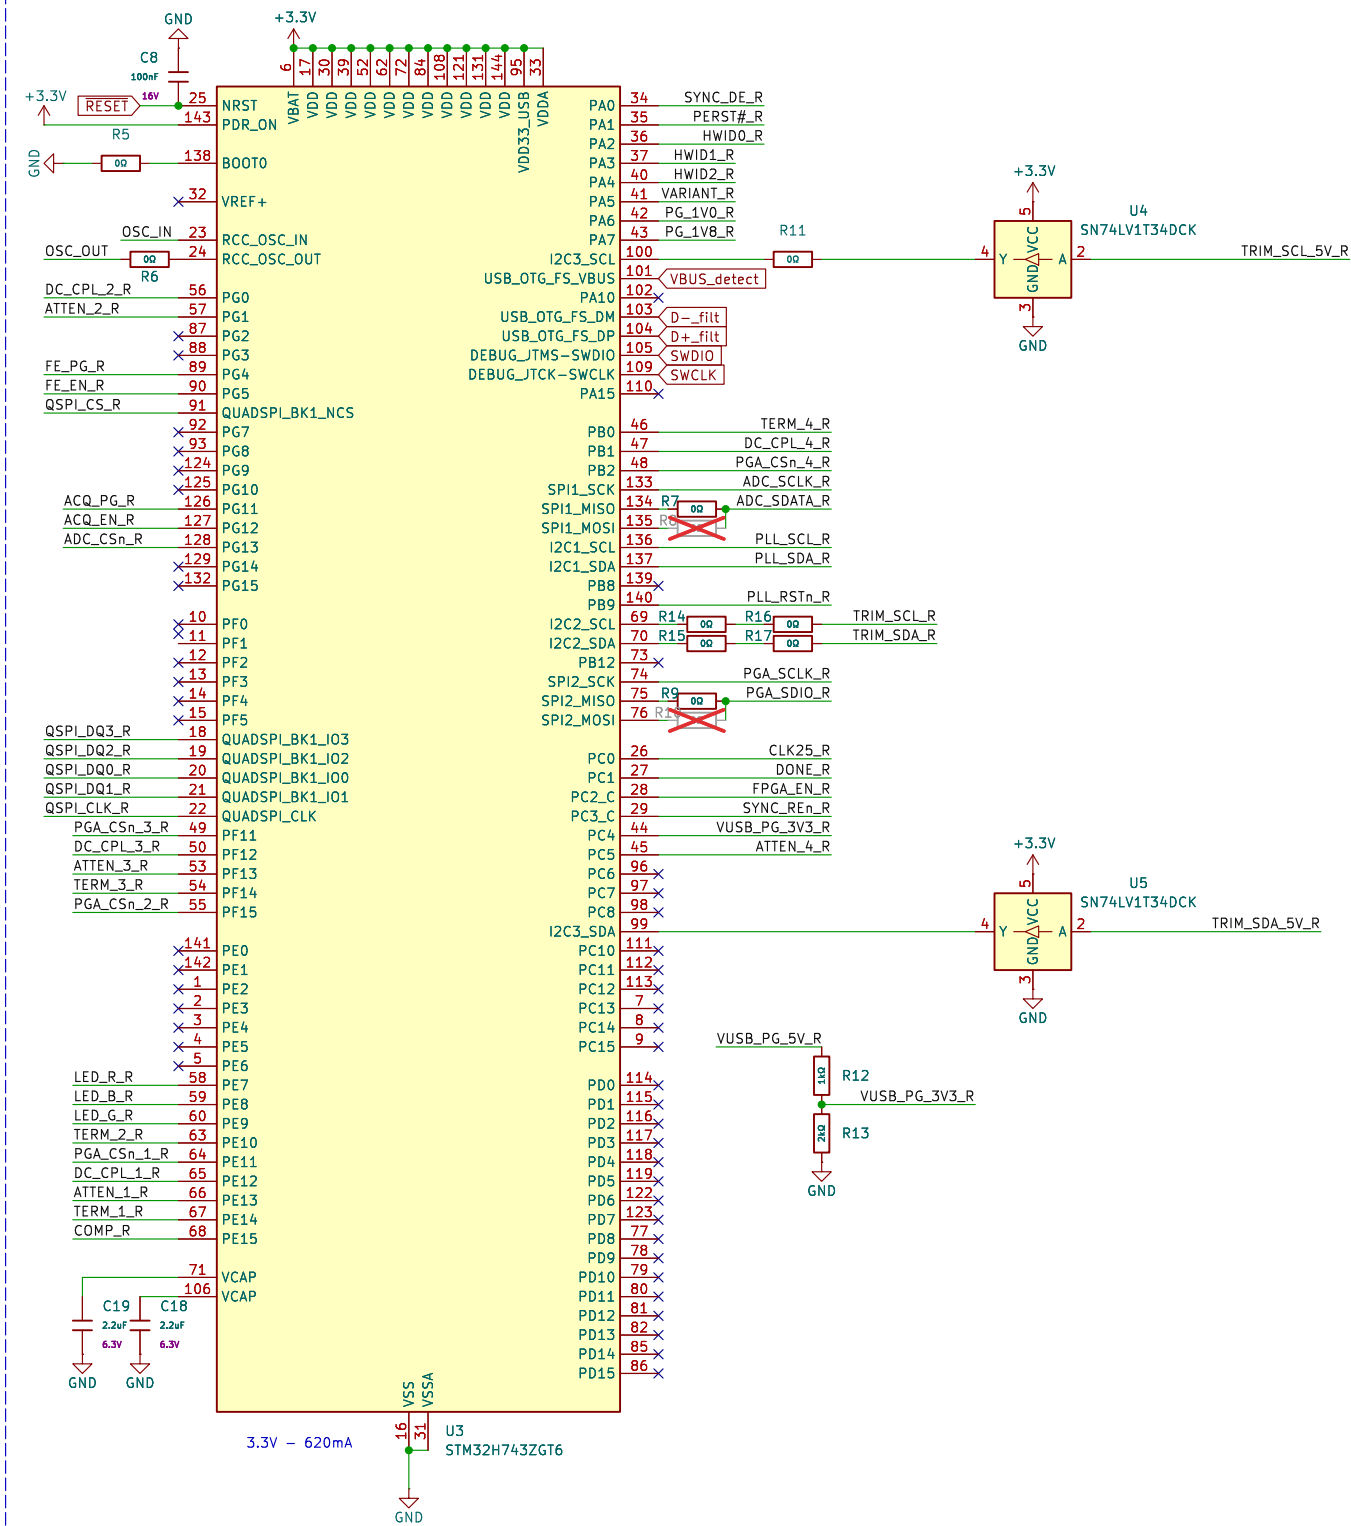 GND
+3.3V
C8
100nF
16V
+3.3V
RESET
R5
GND
0Ω
OSC_IN
OSC_OUT
0Ω
R6
DC_CPL_2_R
ATTEN_2_R
FE_PG_R
FE_EN_R
QSPI_CS_R
ACQ_PG_R
ACQ_EN_R
ADC_CSn_R
QSPI_DQ3_R
QSPI_DQ2_R
QSPI_DQ0_R
QSPI_DQ1_R
QSPI_CLK_R
PGA_CSn_3_R
DC_CPL_3_R
ATTEN_3_R
TERM_3_R
PGA_CSn_2_R
LED_R_R
LED_B_R
LED_G_R
TERM_2_R
PGA_CSn_1_R
DC_CPL_1_R
ATTEN_1_R
TERM_1_R
COMP_R
C19
2.2uF
6.3V
GND
C18
2.2uF
6.3V
GND
6 VBAT
17 VDD
30 VDD
39 VDD
52 VDD
62 VDD
72 VDD
84 VDD
108 VDD
121 VDD
131 VDD
144 VDD
95 VDD33_USB
33 VDDA
25 NRST
143 PDR_ON
138 BOOT0
32 VREF+
23 RCC_OSC_IN
24 RCC_OSC_OUT
56 PG0
57 PG1
87 PG2
88 PG3
89 PG4
90 PG5
91 QUADSPI_BK1_NCS
92 PG7
93 PG8
124 PG9
125 PG10
126 PG11
127 PG12
128 PG13
129 PG14
132 PG15
10 PF0
11 PF1
12 PF2
13 PF3
14 PF4
15 PF5
18 QUADSPI_BK1_IO3
19 QUADSPI_BK1_IO2
20 QUADSPI_BK1_IO0
21 QUADSPI_BK1_IO1
22 QUADSPI_CLK
49 PF11
50 PF12
53 PF13
54 PF14
55 PF15
141 PE0
142 PE1
1 PE2
2 PE3
3 PE4
4 PE5
5 PE6
58 PE7
59 PE8
60 PE9
63 PE10
64 PE11
65 PE12
66 PE13
67 PE14
68 PE15
71 VCAP
106 VCAP
PA0 34 SYNC_DE_R
PA1 35 PERST#_R
PA2 36 HWID0_R
PA3 37 HWID1_R
PA4 40 HWID2_R
PA5 41 VARIANT_R
PA6 42 PG_1V0_R
PA7 43 PG_1V8_R
I2C3_SCL 100
USB_OTG_FS_VBUS 101 VBUS_detect
PA10 102
USB_OTG_FS_DM 103 D-_filt
USB_OTG_FS_DP 104 D+_filt
DEBUG_JTMS-SWDIO 105 SWDIO
DEBUG_JTCK-SWCLK 109 SWCLK
PA15 110
PB0 46 TERM_4_R
PB1 47 DC_CPL_4_R
PB2 48 PGA_CSn_4_R
SPI1_SCK 133 ADC_SCLK_R
SPI1_MISO 134 R7 0Ω ADC_SDATA_R
SPI1_MOSI 135
I2C1_SCL 136 PLL_SCL_R
I2C1_SDA 137 PLL_SDA_R
PB8 139
PB9 140 PLL_RSTn_R
I2C2_SCL 69 R14 0Ω R16 0Ω TRIM_SCL_R
I2C2_SDA 70 R15 0Ω R17 0Ω TRIM_SDA_R
PB12 73
SPI2_SCK 74 PGA_SCLK_R
SPI2_MISO 75 R9 0Ω PGA_SDIO_R
SPI2_MOSI 76
PC0 26 CLK25_R
PC1 27 DONE_R
PC2_C 28 FPGA_EN_R
PC3_C 29 SYNC_REn_R
PC4 44 VUSB_PG_3V3_R
PC5 45 ATTEN_4_R
PC6 96
PC7 97
PC8 98
I2C3_SDA 99
PC10 111
PC11 112
PC12 113
PC13 7
PC14 8
PC15 9
PD0 114
PD1 115
PD2 116
PD3 117
PD4 118
PD5 119
PD6 122
PD7 123
PD8 77
PD9 78
PD10 79
PD11 80
PD12 81
PD13 82
PD14 85
PD15 86
VSS 16
VSSA 31
3.3V - 620mA
U3
STM32H743ZGT6
GND
R11
0Ω
+3.3V
U4
SN74LV1T34DCK
5
VCC
4 Y
A 2
GND
3
TRIM_SCL_5V_R
GND
+3.3V
U5
SN74LV1T34DCK
5
VCC
4 Y
A 2
GND
3
TRIM_SDA_5V_R
GND
VUSB_PG_5V_R
1kΩ
R12
VUSB_PG_3V3_R
2kΩ
R13
GND